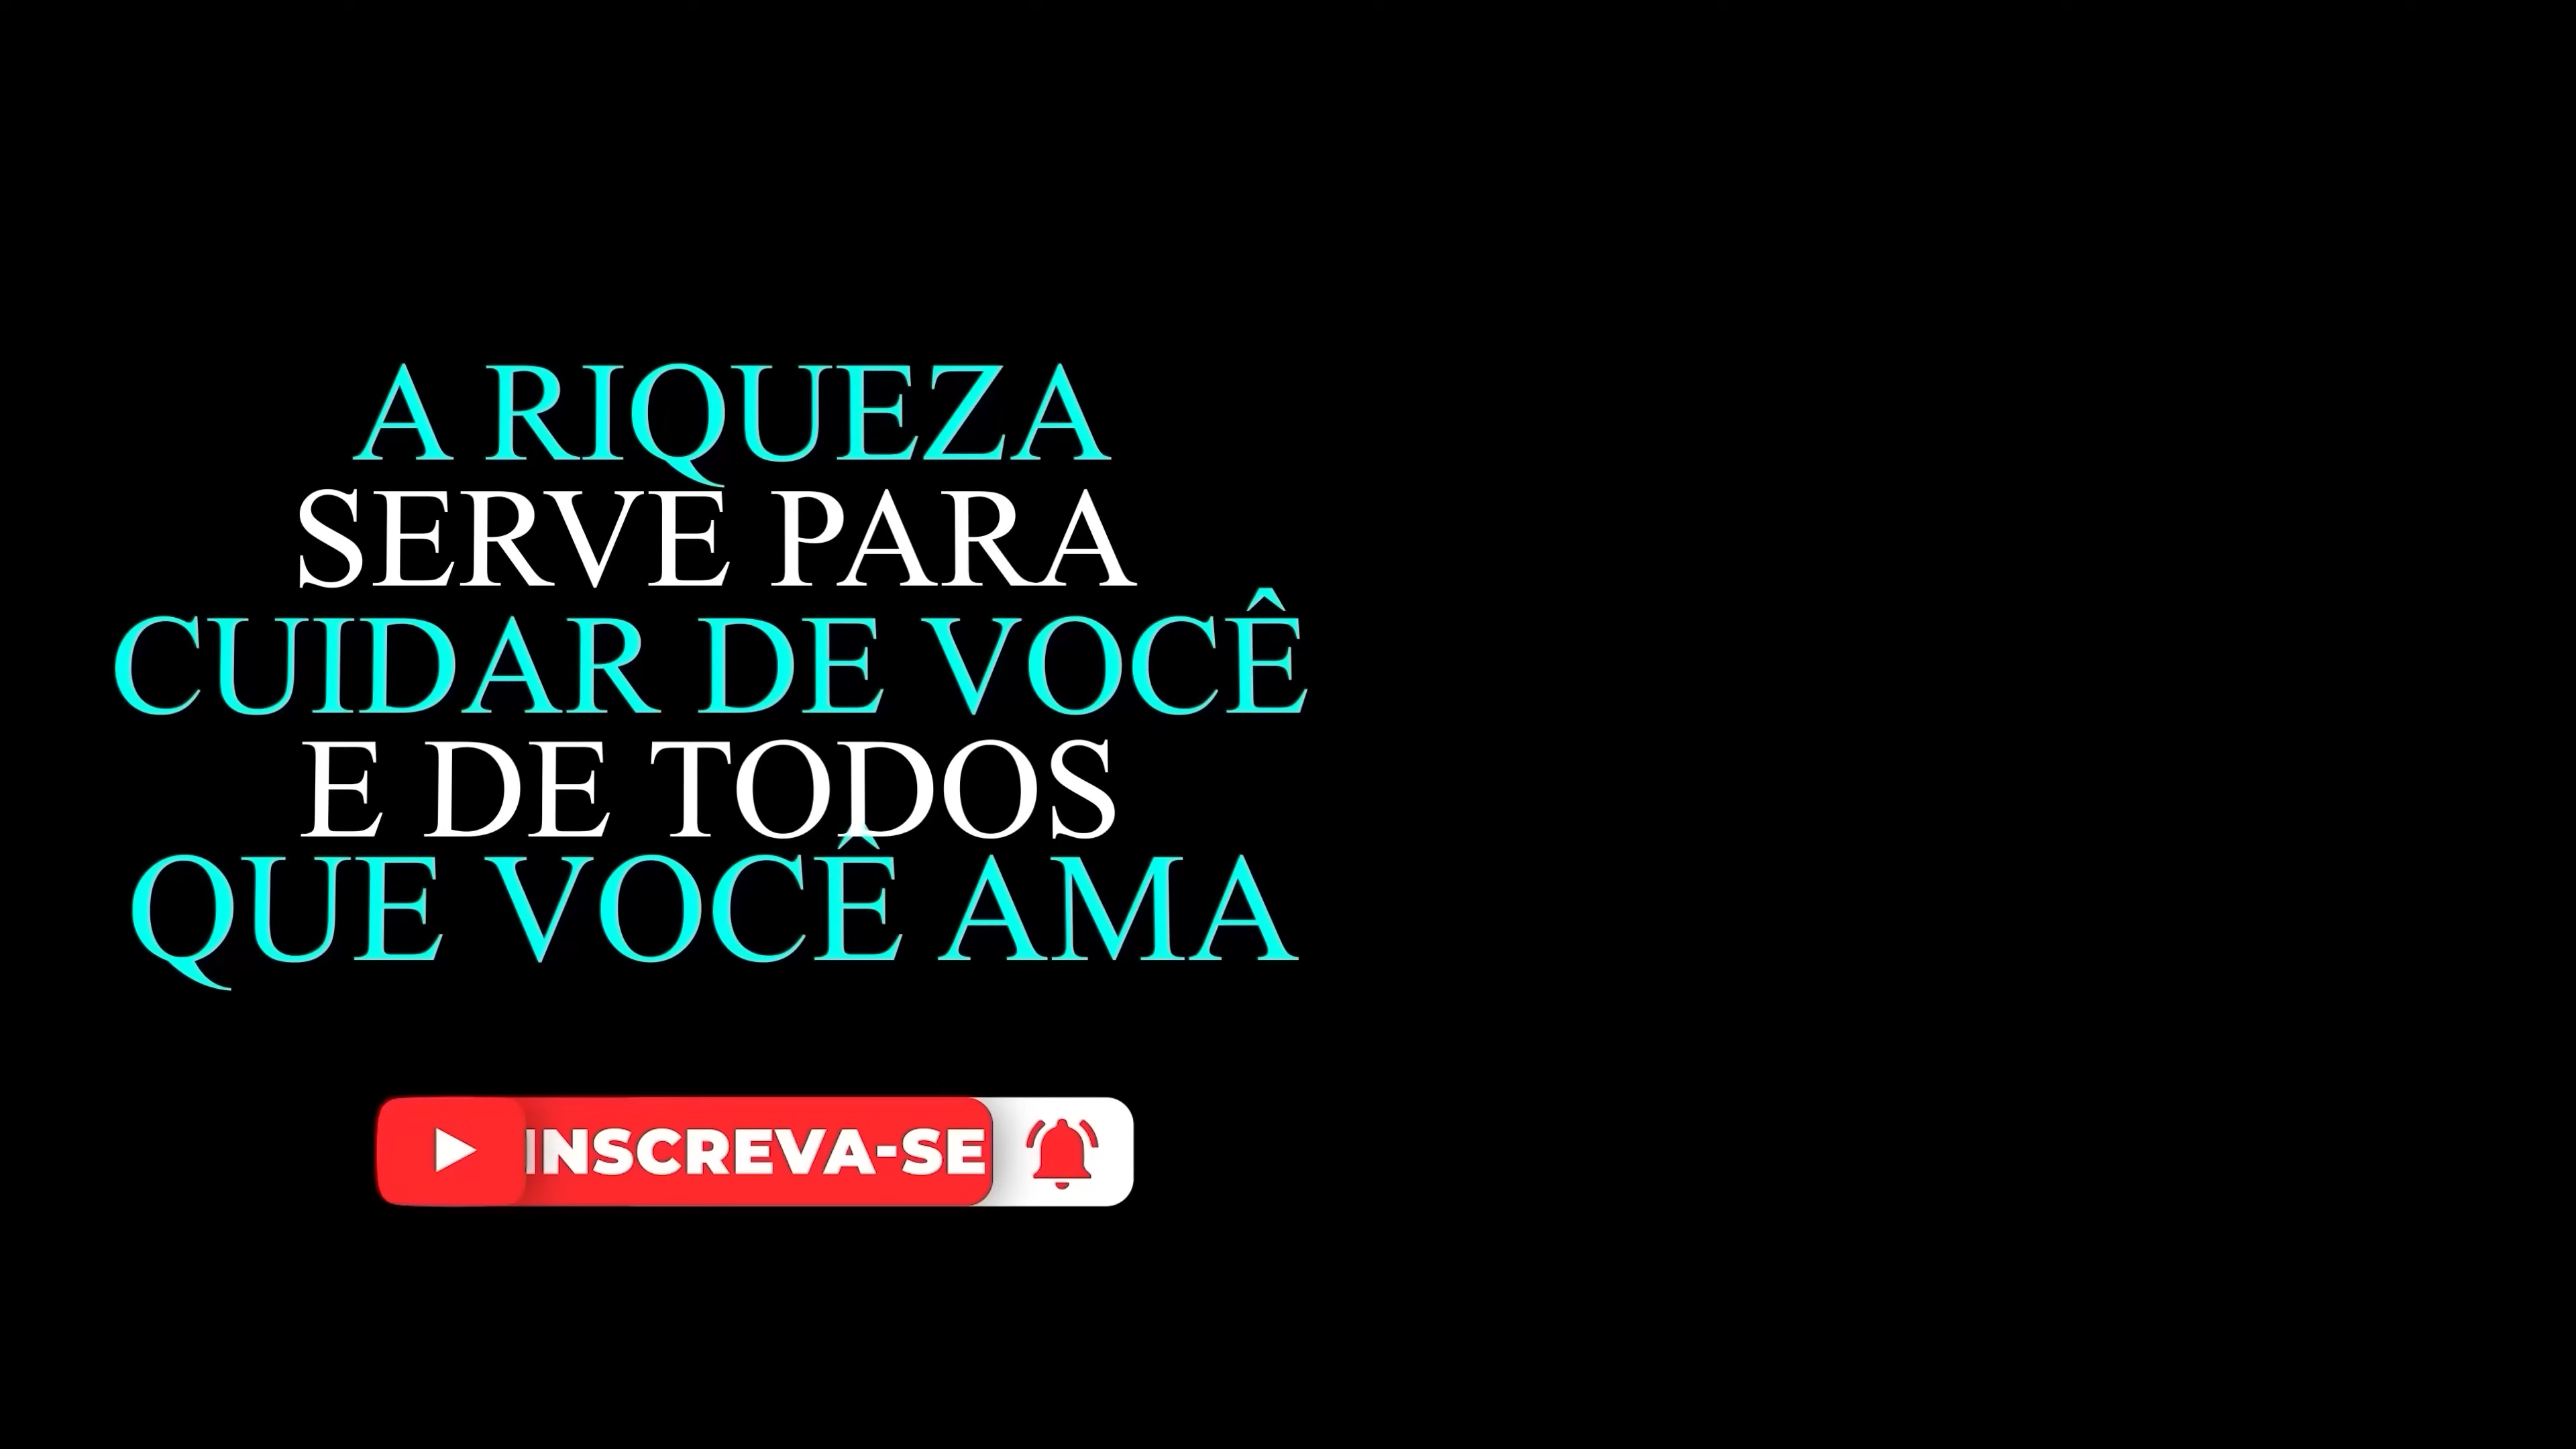 A RIQUEZA
SERVE PARA
CUIDAR DE VOCÊ
E DE TODOS
QUE VOCÊ AMA
INSCREVA-SE